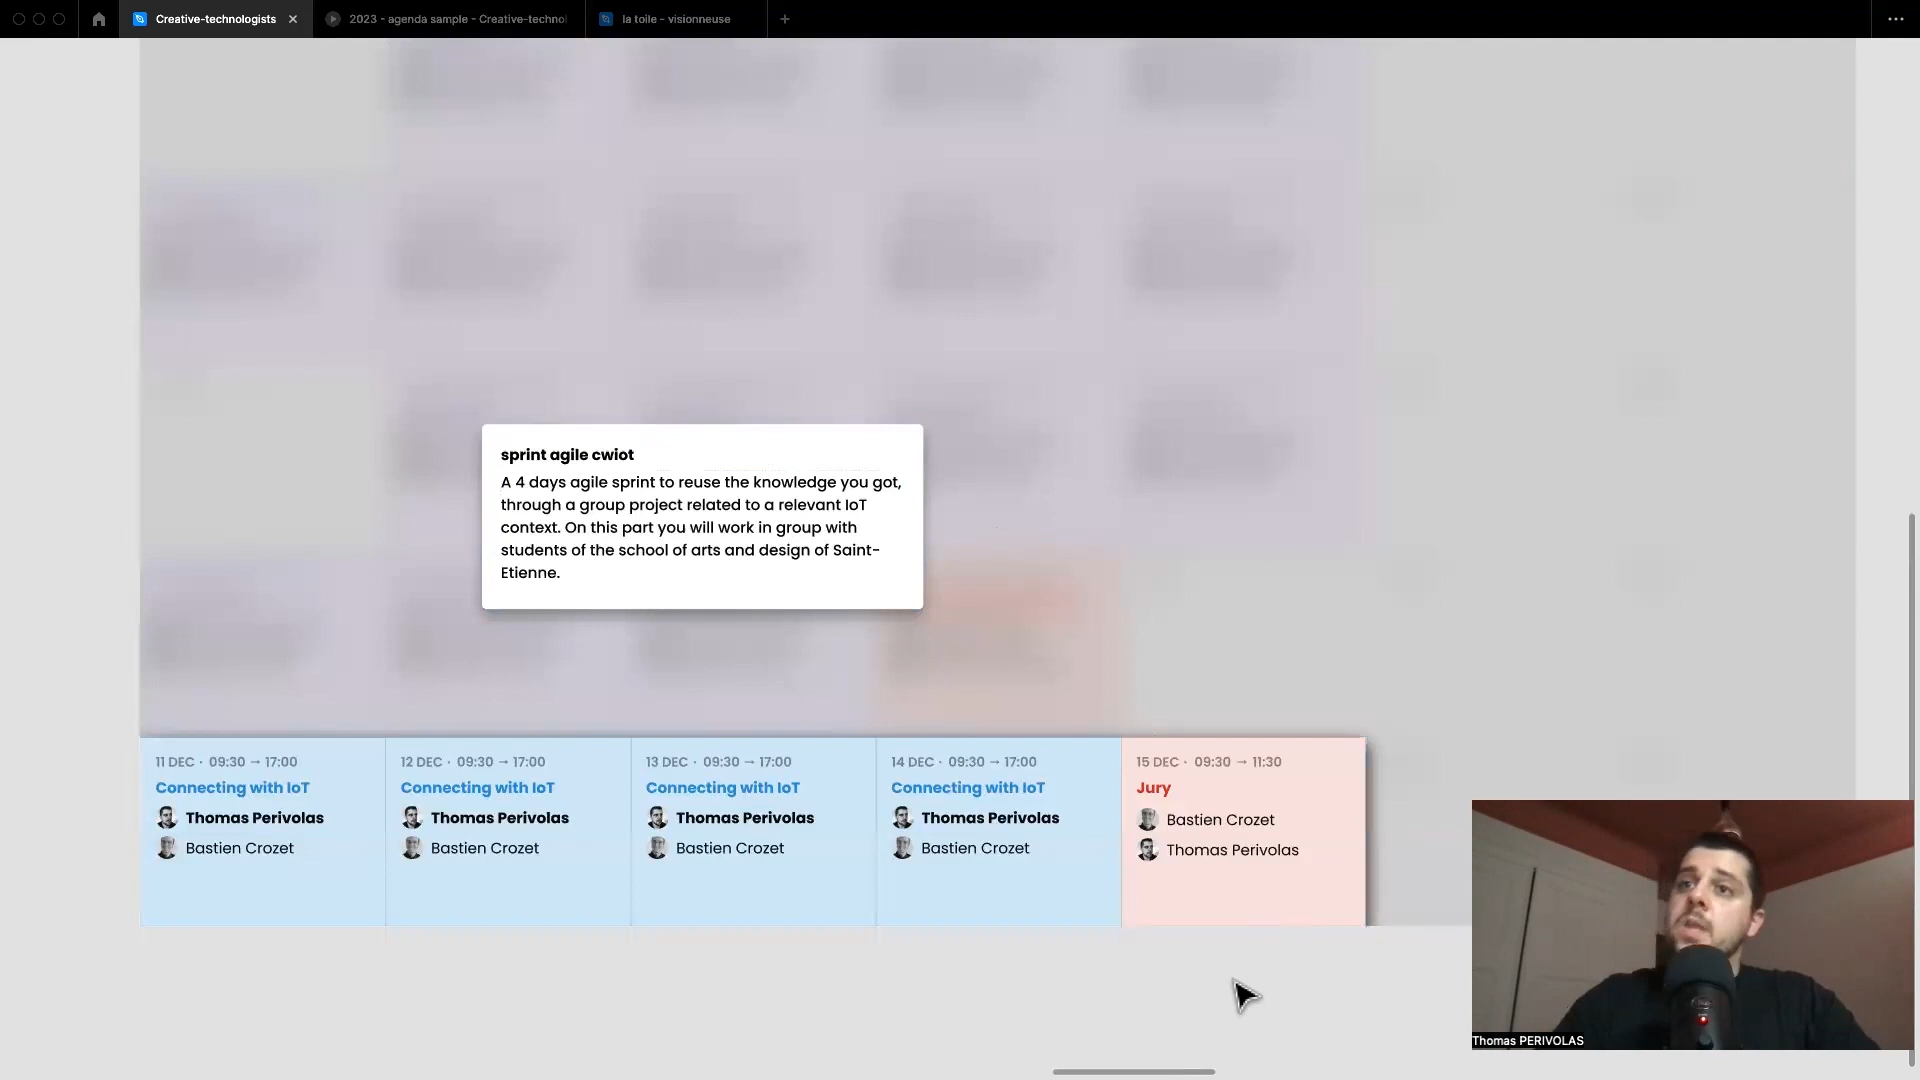 Creative-technologists
2023 - agenda sample - Creative-techno
la toile - visionneuse
sprint agile cwiot
A 4 days agile sprint to reuse the knowledge you got,
through a group project related to a relevant IoT
context. On this part you will work in group with
students of the school of arts and design of Saint-
Etienne.
11 DEC · 09:30 → 17:00
Connecting with IoT
Thomas Perivolas
Bastien Crozet
12 DEC · 09:30 → 17:00
Connecting with IoT
Thomas Perivolas
Bastien Crozet
13 DEC · 09:30 → 17:00
Connecting with IoT
Thomas Perivolas
Bastien Crozet
14 DEC · 09:30 → 17:00
Connecting with IoT
Thomas Perivolas
Bastien Crozet
15 DEC · 09:30 → 11:30
Jury
Bastien Crozet
Thomas Perivolas
Thomas PERIVOLAS